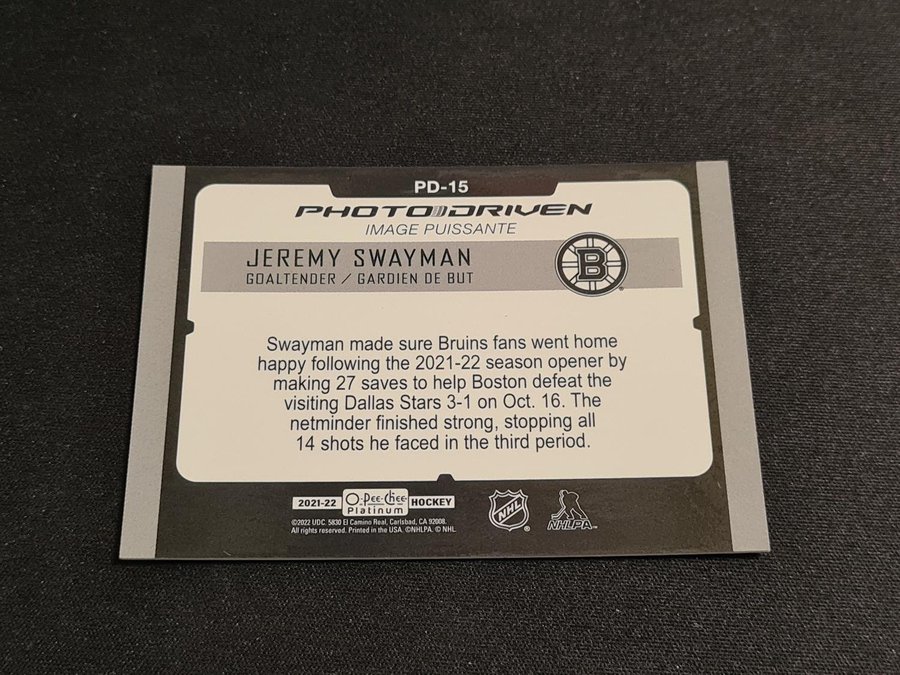 PD-15
PHOTO DRIVEN
IMAGE PUISSANTE
JEREMY SWAYMAN
GOALTENDER / GARDIEN DE BUT
B
Swayman made sure Bruins fans went home
happy following the 2021-22 season opener by
making 27 saves to help Boston defeat the
visiting Dallas Stars 3-1 on Oct. 16. The
netminder finished strong, stopping all
14 shots he faced in the third period.
2021-22 O-Pee-Chee Platinum HOCKEY
NHL
NHLPA
©2022 UDC. 5830 El Camino Real, Carlsbad, CA 92008.
All rights reserved. Printed in the USA. ©NHLPA. © NHL.